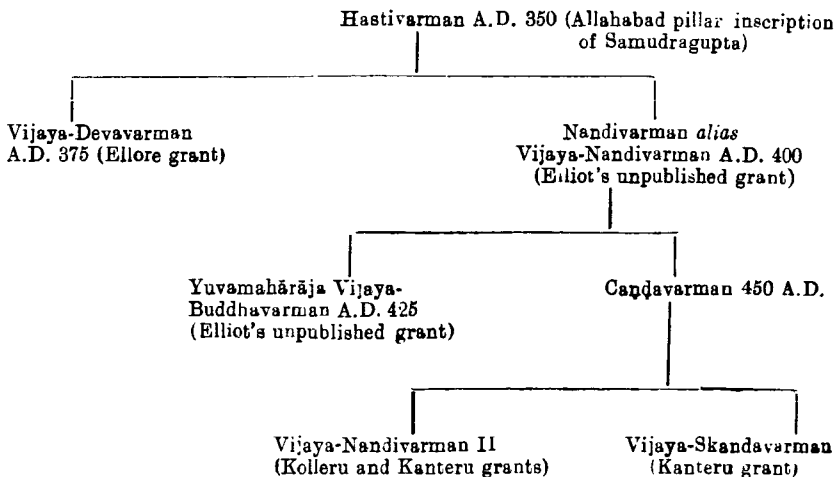 Hastivarman A.D. 350 (Allahabad pillar inscription
of Samudragupta)
Vijaya-Devavarman
A.D. 375 (Ellore grant)
Nandivarman alias
Vijaya-Nandivarman A.D. 400
(Elliot's unpublished grant)
Yuvamahārāja Vijaya-
Buddhavarman A.D. 425
(Elliot's unpublished grant)
Caṇḍavarman 450 A.D.
Vijaya-Nandivarman II
(Kolleru and Kanteru grants)
Vijaya-Skandavarman
(Kanteru grant)